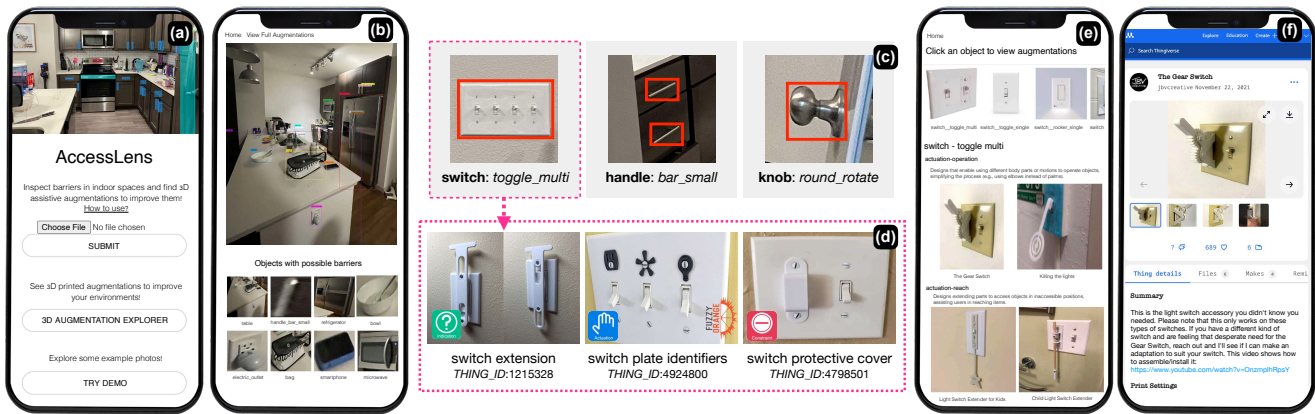 (a)
AccessLens
Inspect barriers in indoor spaces and find 3D
assistive augmentations to improve them!
How to use?
Choose File No file chosen
SUBMIT
See 3D printed augmentations to improve
your environments!
3D AUGMENTATION EXPLORER
Explore some example photos!
TRY DEMO
(b)
Home View Full Augmentations
Objects with possible barriers
table handle_bar_small refrigerator bowl
electric_outlet bag smartphone microwave
(c)
switch: toggle_multi
handle: bar_small
knob: round_rotate
(d)
Indication
Actuation
FUZZY
ORANGE
Constraint
switch extension
THING_ID:1215328
switch plate identifiers
THING_ID:4924800
switch protective cover
THING_ID:4798501
(e)
Home
Click an object to view augmentations
switch__toggle_multi switch__toggle_single switch__rocker_single switch
switch - toggle multi
actuation-operation
Designs that enable using different body parts or motions to operate objects,
simplifying the process (e.g., using elbows instead of palms.
The Gear Switch
Killing the lights
actuation-reach
Designs extending parts to access objects in inaccessible positions,
assisting users in reaching items.
Light Switch Extender for Kids
Child Light Switch Extender
(f)
Explore Education Create +
Search Thingiverse
The Gear Switch
jbvcreative November 22, 2021
7 689 6
Thing details Files Makes Remi
Summary
This is the light switch accessory you didn't know you
needed. Please note that this only works on these
types of switches. If you have a different kind of
switch and are feeling that desperate need for the
Gear Switch, reach out and I'll see if I can make an
adaptation to suit your switch. This video shows how
to assemble/install it:
https://www.youtube.com/watch?v=OnzmplhRpsY
Print Settings